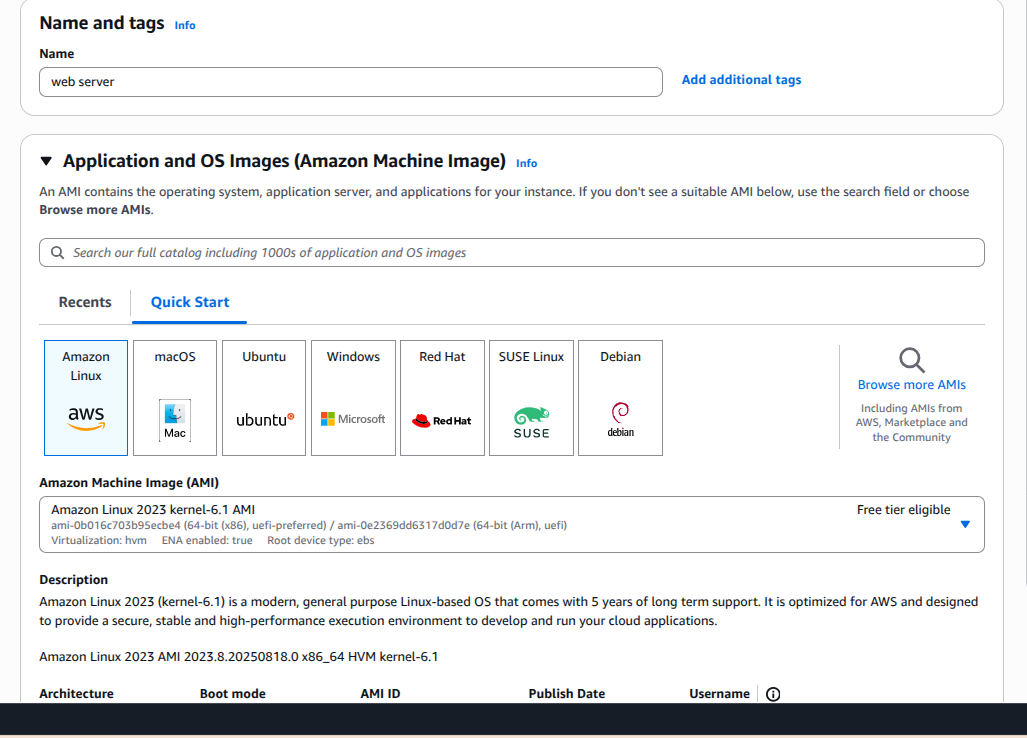 Name and tags Info
Name
web server
Add additional tags
Application and OS Images (Amazon Machine Image) Info
An AMI contains the operating system, application server, and applications for your instance. If you don't see a suitable AMI below, use the search field or choose
Browse more AMIs.
Search our full catalog including 1000s of application and OS images
Recents
Quick Start
Amazon
Linux
aws
macOS
Mac
Ubuntu
ubuntu
Windows
Microsoft
Red Hat
Red Hat
SUSE Linux
SUSE
Debian
debian
Browse more AMIs
Including AMIs from
AWS, Marketplace and
the Community
Amazon Machine Image (AMI)
Amazon Linux 2023 kernel-6.1 AMI
Free tier eligible
ami-0b016c703b95ecbe4 (64-bit (x86), uefi-preferred) / ami-0e2369dd6317d0d7e (64-bit (Arm), uefi)
Virtualization: hvm ENA enabled: true Root device type: ebs
Description
Amazon Linux 2023 (kernel-6.1) is a modern, general purpose Linux-based OS that comes with 5 years of long term support. It is optimized for AWS and designed
to provide a secure, stable and high-performance execution environment to develop and run your cloud applications.
Amazon Linux 2023 AMI 2023.8.20250818.0 x86_64 HVM kernel-6.1
Architecture Boot mode AMI ID Publish Date Username